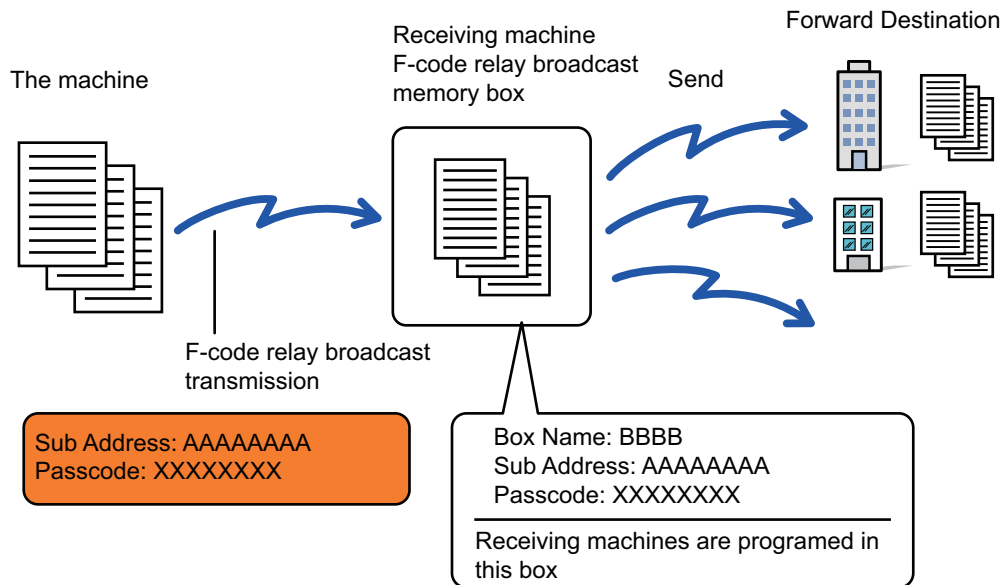 The machine
Receiving machine
F-code relay broadcast
memory box
Send
Forward Destination
F-code relay broadcast
transmission
Sub Address: AAAAAAAA
Passcode: XXXXXXXX
Box Name: BBBB
Sub Address: AAAAAAAA
Passcode: XXXXXXXX
Receiving machines are programed in
this box